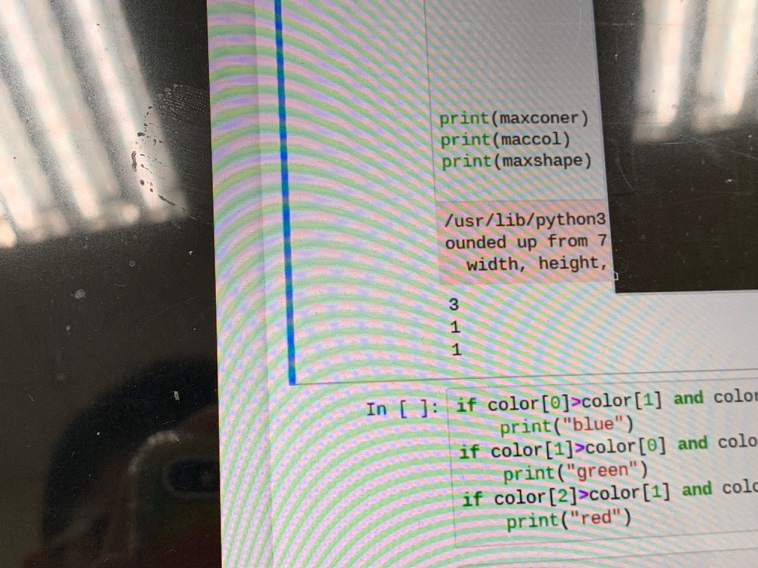 print(maxconer)
print(maccol)
print(maxshape)
/usr/lib/python3
ounded up from 7
width, height,
3
1
1
In [ ]: if color[0]>color[1] and color
print("blue")
if color[1]>color[0] and colo
print("green")
if color[2]>color[1] and colo
print("red")